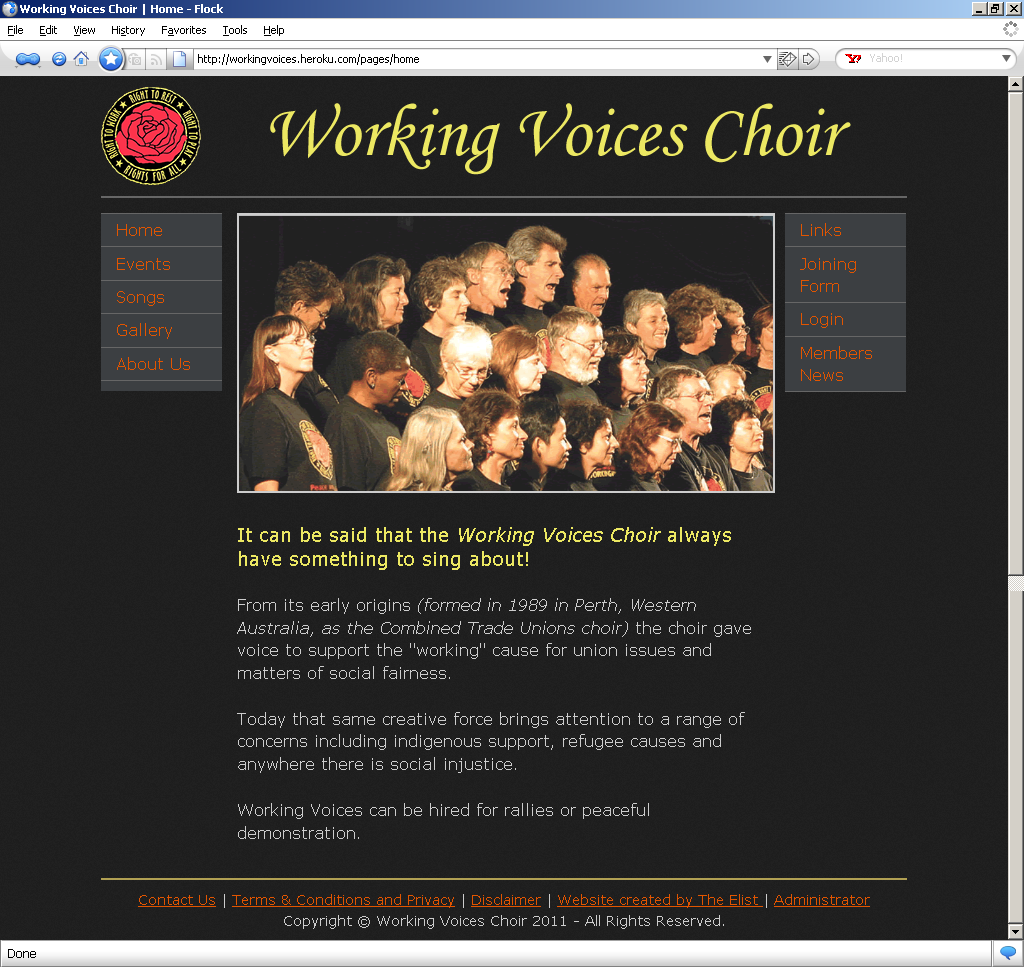 Working Voices Choir | Home - Flock
File Edit View History Favorites Tools Help
http://workingvoices.heroku.com/pages/home
Yahoo!
RIGHT TO WORK ★ RIGHT TO REST ★ RIGHT TO PLAY ★ RIGHTS FOR ALL ★
Working Voices Choir
Home
Events
Songs
Gallery
About Us
Links
Joining
Form
Login
Members
News
It can be said that the Working Voices Choir always
have something to sing about!
From its early origins (formed in 1989 in Perth, Western
Australia, as the Combined Trade Unions choir) the choir gave
voice to support the "working" cause for union issues and
matters of social fairness.
Today that same creative force brings attention to a range of
concerns including indigenous support, refugee causes and
anywhere there is social injustice.
Working Voices can be hired for rallies or peaceful
demonstration.
Contact Us | Terms & Conditions and Privacy | Disclaimer | Website created by The Elist | Administrator
Copyright © Working Voices Choir 2011 - All Rights Reserved.
Done